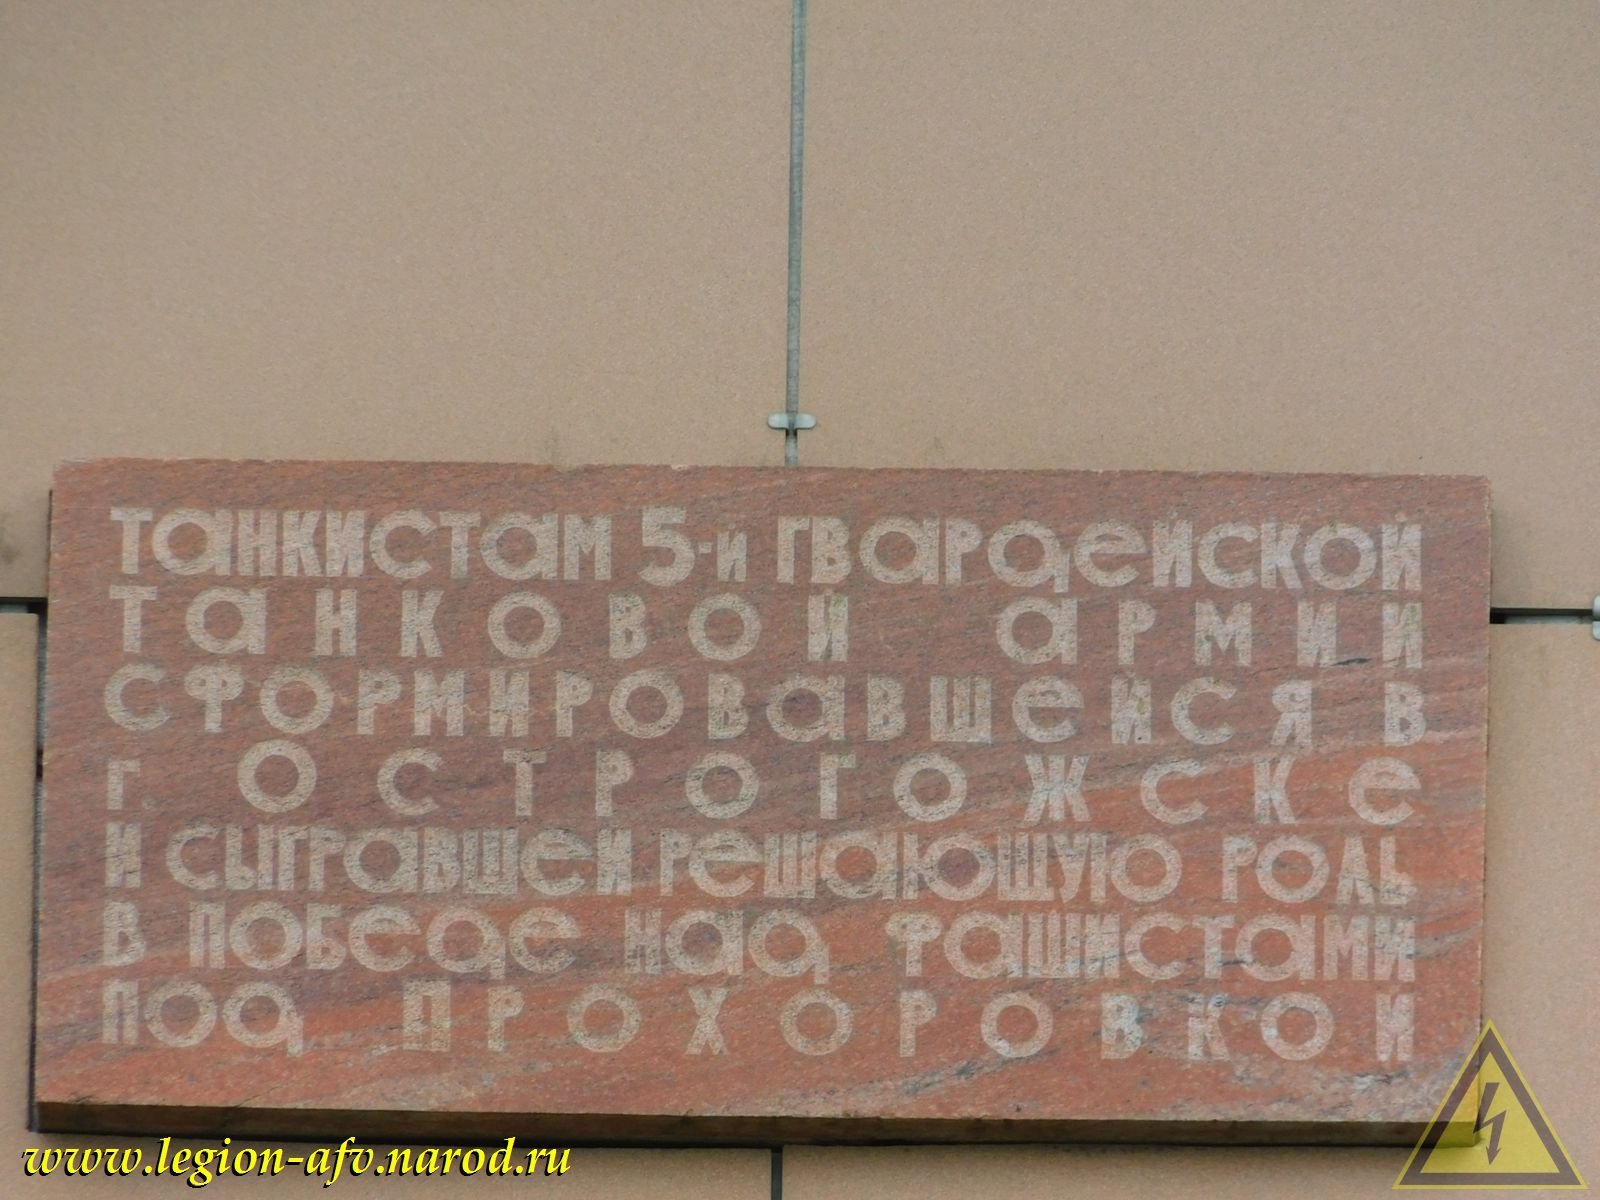 ТАНКИСТАМ 5-й ГВАРДЕЙСКОЙ
ТАНКОВОЙ АРМИИ
СФОРМИРОВАВШЕЙСЯ В
г. ОСТРОГОЖСКЕ
И СЫГРАВШЕЙ РЕШАЮЩУЮ РОЛЬ
В ПОБЕДЕ НАД ФАШИСТАМИ
ПОД ПРОХОРОВКОЙ
www.legion-afv.narod.ru